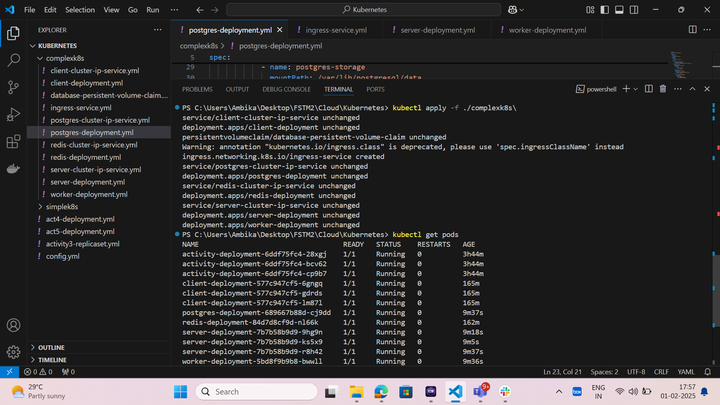 File Edit Selection View Go Run ...
Kubernetes
EXPLORER
KUBERNETES
complexk8s
client-cluster-ip-service.yml
client-deployment.yml
database-persistent-volume-claim....
ingress-service.yml
postgres-cluster-ip-service.yml
postgres-deployment.yml
redis-cluster-ip-service.yml
redis-deployment.yml
server-cluster-ip-service.yml
server-deployment.yml
worker-deployment.yml
simplek8s
act4-deployment.yml
act5-deployment.yml
activity3-replicaset.yml
config.yml
OUTLINE
TIMELINE
postgres-deployment.yml ingress-service.yml server-deployment.yml worker-deployment.yml
complexk8s > postgres-deployment.yml
5 spec:
29 - name: postgres-storage
30 mountPath: /var/lib/postgresql/data
PROBLEMS OUTPUT DEBUG CONSOLE TERMINAL PORTS
powershell
PS C:\Users\Ambika\Desktop\FSTM2\Cloud\Kubernetes> kubectl apply -f ./complexk8s\
service/client-cluster-ip-service unchanged
deployment.apps/client-deployment unchanged
persistentvolumeclaim/database-persistent-volume-claim unchanged
Warning: annotation "kubernetes.io/ingress.class" is deprecated, please use 'spec.ingressClassName' instead
ingress.networking.k8s.io/ingress-service created
service/postgres-cluster-ip-service unchanged
deployment.apps/postgres-deployment unchanged
service/redis-cluster-ip-service unchanged
deployment.apps/redis-deployment unchanged
service/server-cluster-ip-service unchanged
deployment.apps/server-deployment unchanged
deployment.apps/worker-deployment unchanged
PS C:\Users\Ambika\Desktop\FSTM2\Cloud\Kubernetes> kubectl get pods
NAME READY STATUS RESTARTS AGE
activity-deployment-6ddf75fc4-28xgj 1/1 Running 0 3h44m
activity-deployment-6ddf75fc4-bcv62 1/1 Running 0 3h44m
activity-deployment-6ddf75fc4-cp9b7 1/1 Running 0 3h44m
client-deployment-577c947cf5-6gngq 1/1 Running 0 165m
client-deployment-577c947cf5-gdrds 1/1 Running 0 165m
client-deployment-577c947cf5-lm87l 1/1 Running 0 165m
postgres-deployment-689667b88d-cj9dd 1/1 Running 0 9m37s
redis-deployment-84d7d8cf9d-nl66k 1/1 Running 0 162m
server-deployment-7b7b58b9d9-9hg9n 1/1 Running 0 9m18s
server-deployment-7b7b58b9d9-ks5x9 1/1 Running 0 9m5s
server-deployment-7b7b58b9d9-r8h42 1/1 Running 0 9m37s
worker-deployment-5bd8f9b9b8-bwwll 1/1 Running 0 9m36s
0 0 0 Ln 23, Col 21 Spaces: 2 UTF-8 CRLF YAML
29°C
Partly sunny
Search
ENG
IN
17:57
01-02-2025